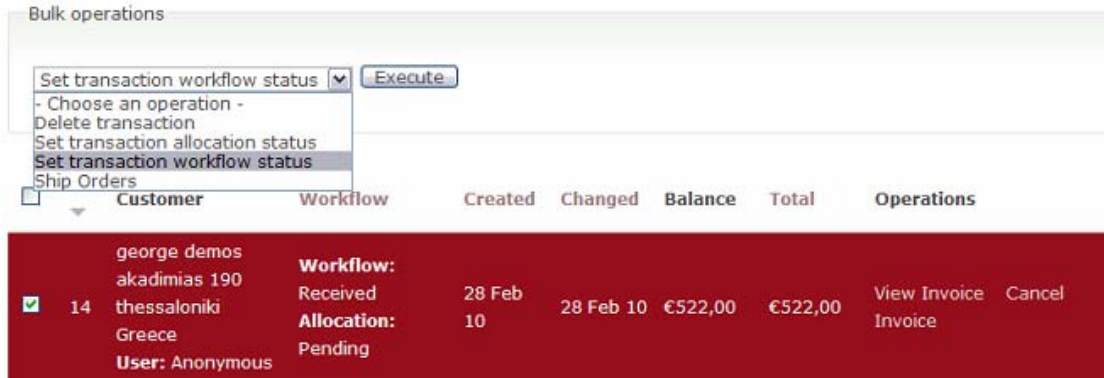 Bulk operations
Set transaction workflow status Execute
- Choose an operation -
Delete transaction
Set transaction allocation status
Set transaction workflow status
Ship Orders
Customer Workflow Created Changed Balance Total Operations
14
george demos
akadimias 190
thessaloniki
Greece
User: Anonymous
Workflow:
Received
Allocation:
Pending
28 Feb
10
28 Feb 10
€522,00
€522,00
View Invoice Cancel
Invoice